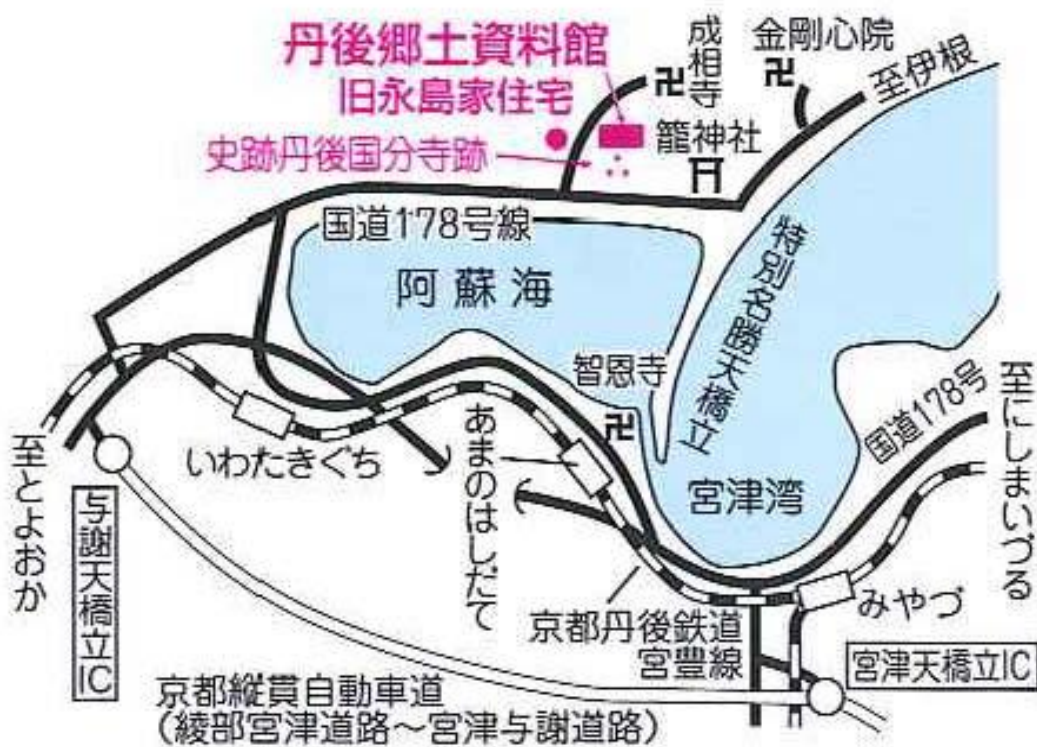 丹後郷土資料館
旧永島家住宅
史跡丹後国分寺跡
成相寺
卍
金剛心院
卍
至伊根
籠神社
国道178号線
阿蘇海
特別名勝天橋立
智恩寺
卍
宮津湾
国道178号
至にしまいづる
至とよおか
いわたきぐち
あまのはしだて
与謝天橋立IC
京都丹後鉄道
宮豊線
みやづ
宮津天橋立IC
京都縦貫自動車道
(綾部宮津道路~宮津与謝道路)